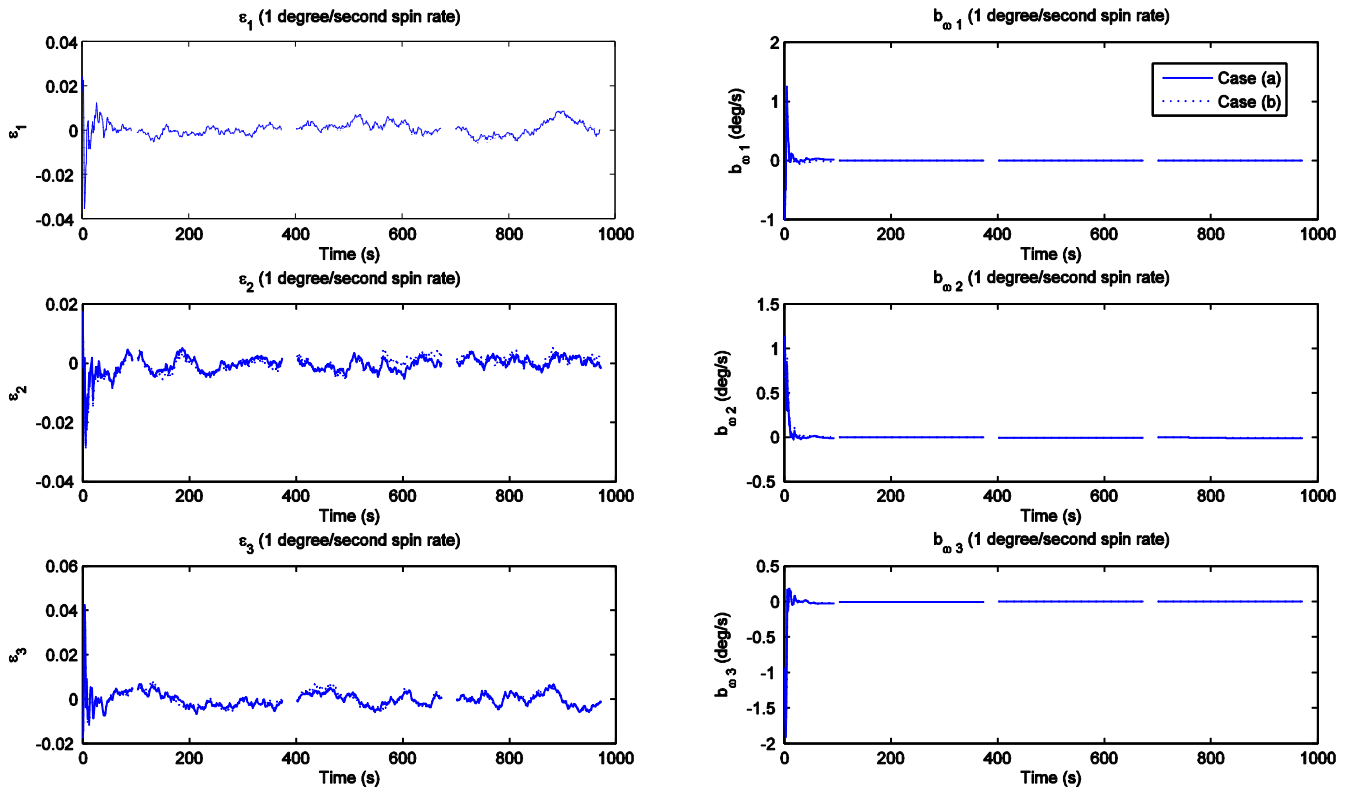 ε1 (1 degree/second spin rate)
0.04
0.02
0
-0.02
-0.04
ε1
0 200 400 600 800 1000
Time (s)
bω 1 (1 degree/second spin rate)
2
1
0
-1
bω 1 (deg/s)
Case (a)
Case (b)
0 200 400 600 800 1000
Time (s)
ε2 (1 degree/second spin rate)
0.02
0
-0.02
-0.04
ε2
0 200 400 600 800 1000
Time (s)
bω 2 (1 degree/second spin rate)
1.5
1
0.5
0
-0.5
bω 2 (deg/s)
0 200 400 600 800 1000
Time (s)
ε3 (1 degree/second spin rate)
0.06
0.04
0.02
0
-0.02
ε3
0 200 400 600 800 1000
Time (s)
bω 3 (1 degree/second spin rate)
0.5
0
-0.5
-1
-1.5
-2
bω 3 (deg/s)
0 200 400 600 800 1000
Time (s)